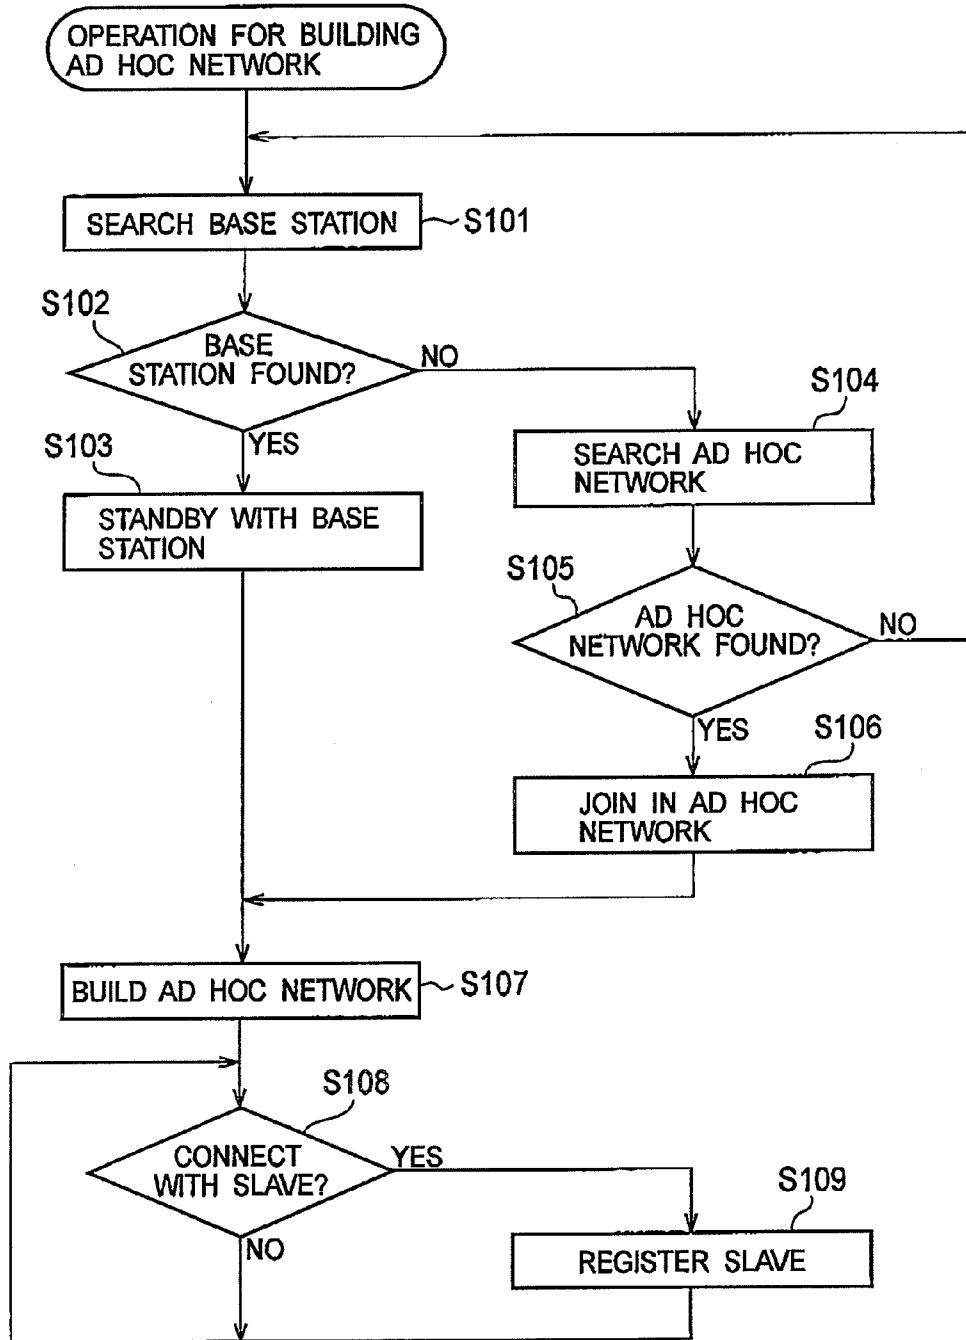 OPERATION FOR BUILDING
AD HOC NETWORK
SEARCH BASE STATION
S101
S102
BASE
STATION FOUND?
NO
YES
S103
STANDBY WITH BASE
STATION
S104
SEARCH AD HOC
NETWORK
S105
AD HOC
NETWORK FOUND?
NO
YES
S106
JOIN IN AD HOC
NETWORK
BUILD AD HOC NETWORK
S107
S108
CONNECT
WITH SLAVE?
YES
NO
S109
REGISTER SLAVE